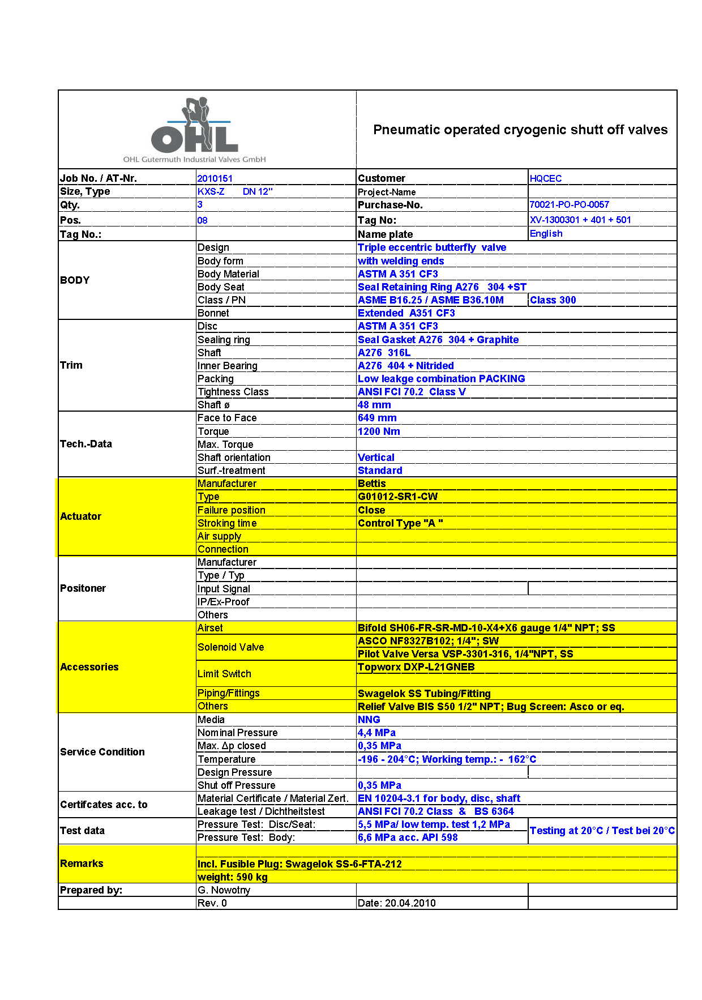 OHL
OHL Gutermuth Industrial Valves GmbH
Pneumatic operated cryogenic shutt off valves
Job No. / AT-Nr. 2010151 Customer HQCEC
Size, Type KXS-Z DN 12" Project-Name
Qty. 3 Purchase-No. 70021-PO-PO-0057
Pos. 08 Tag No: XV-1300301 + 401 + 501
Tag No.: Name plate English
BODY
Design Triple eccentric butterfly valve
Body form with welding ends
Body Material ASTM A 351 CF3
Body Seat Seal Retaining Ring A276 304 +ST
Class / PN ASME B16.25 / ASME B36.10M Class 300
Bonnet Extended A351 CF3
Trim
Disc ASTM A 351 CF3
Sealing ring Seal Gasket A276 304 + Graphite
Shaft A276 316L
Inner Bearing A276 404 + Nitrided
Packing Low leakge combination PACKING
Tightness Class ANSI FCI 70.2 Class V
Shaft ø 48 mm
Tech.-Data
Face to Face 649 mm
Torque 1200 Nm
Max. Torque
Shaft orientation Vertical
Surf.-treatment Standard
Actuator
Manufacturer Bettis
Type G01012-SR1-CW
Failure position Close
Stroking time Control Type "A "
Air supply
Connection
Positoner
Manufacturer
Type / Typ
Input Signal
IP/Ex-Proof
Others
Accessories
Airset Bifold SH06-FR-SR-MD-10-X4+X6 gauge 1/4" NPT; SS
Solenoid Valve ASCO NF8327B102; 1/4"; SW
Pilot Valve Versa VSP-3301-316, 1/4"NPT, SS
Limit Switch Topworx DXP-L21GNEB
Piping/Fittings Swagelok SS Tubing/Fitting
Others Relief Valve BIS S50 1/2" NPT; Bug Screen: Asco or eq.
Service Condition
Media NNG
Nominal Pressure 4,4 MPa
Max. Δp closed 0,35 MPa
Temperature -196 - 204°C; Working temp.: - 162°C
Design Pressure
Shut off Pressure 0,35 MPa
Certifcates acc. to
Material Certificate / Material Zert. EN 10204-3.1 for body, disc, shaft
Leakage test / Dichtheitstest ANSI FCI 70.2 Class & BS 6364
Test data
Pressure Test: Disc/Seat: 5,5 MPa/ low temp. test 1,2 MPa
Testing at 20°C / Test bei 20°C
Pressure Test: Body: 6,6 MPa acc. API 598
Remarks
Incl. Fusible Plug: Swagelok SS-6-FTA-212
weight: 590 kg
Prepared by: G. Nowotny
Rev. 0 Date: 20.04.2010